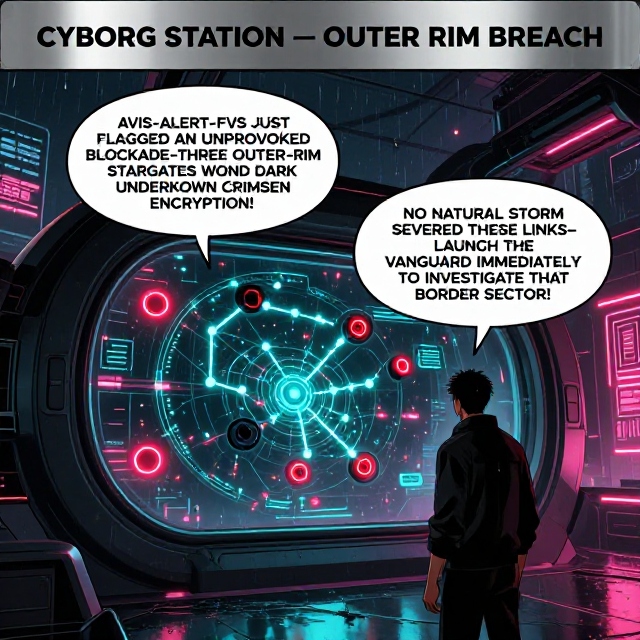 CYBORG STATION — OUTER RIM BREACH
AVIS-ALERT-FVS JUST
FLAGGED AN UNPROVOKED
BLOCKADE-THREE OUTER-RIM
STARGATES WOND DARK
UNDERKOWN CRIMSEN
ENCRYPTION!
NO NATURAL STORM
SEVERED THESE LINKS–
LAUNCH THE
VANGUARD IMMEDIATELY
TO INVESTIGATE THAT
BORDER SECTOR!